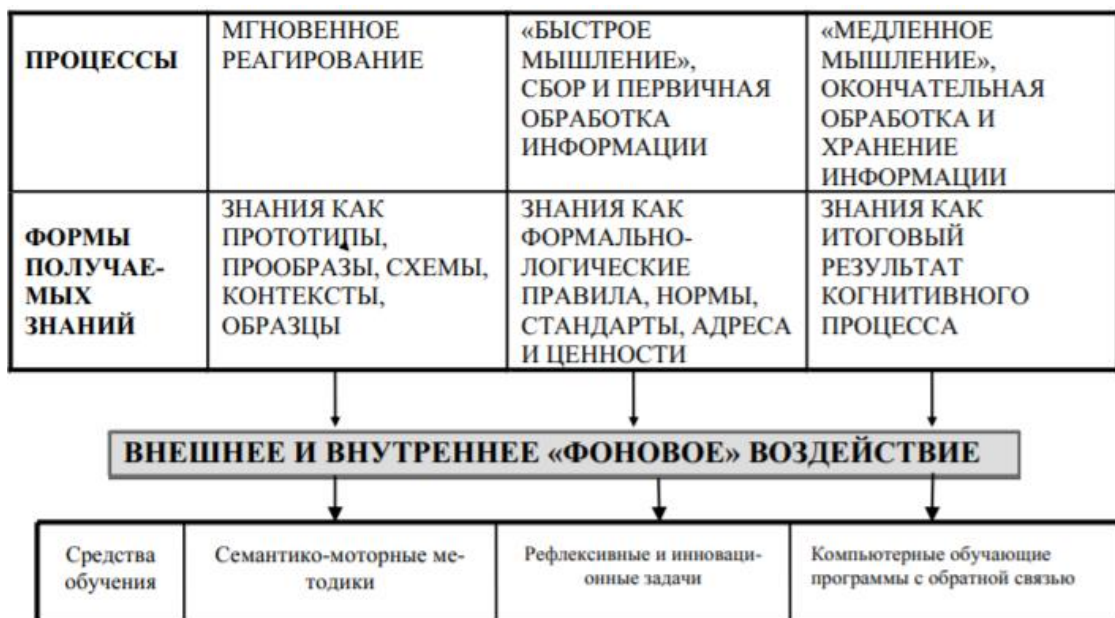 ПРОЦЕССЫ
МГНОВЕННОЕ
РЕАГИРОВАНИЕ
«БЫСТРОЕ
МЫШЛЕНИЕ»,
СБОР И ПЕРВИЧНАЯ
ОБРАБОТКА
ИНФОРМАЦИИ
«МЕДЛЕННОЕ
МЫШЛЕНИЕ»,
ОКОНЧАТЕЛЬНАЯ
ОБРАБОТКА И
ХРАНЕНИЕ
ИНФОРМАЦИИ
ФОРМЫ
ПОЛУЧАЕ-
МЫХ
ЗНАНИЙ
ЗНАНИЯ КАК
ПРОТОТИПЫ,
ПРООБРАЗЫ, СХЕМЫ,
КОНТЕКСТЫ,
ОБРАЗЦЫ
ЗНАНИЯ КАК
ФОРМАЛЬНО-
ЛОГИЧЕСКИЕ
ПРАВИЛА, НОРМЫ,
СТАНДАРТЫ, АДРЕСА
И ЦЕННОСТИ
ЗНАНИЯ КАК
ИТОГОВЫЙ
РЕЗУЛЬТАТ
КОГНИТИВНОГО
ПРОЦЕССА
ВНЕШНЕЕ И ВНУТРЕННЕЕ «ФОНОВОЕ» ВОЗДЕЙСТВИЕ
Средства
обучения
Семантико-моторные ме-
тодики
Рефлексивные и инноваци-
онные задачи
Компьютерные обучающие
программы с обратной связью